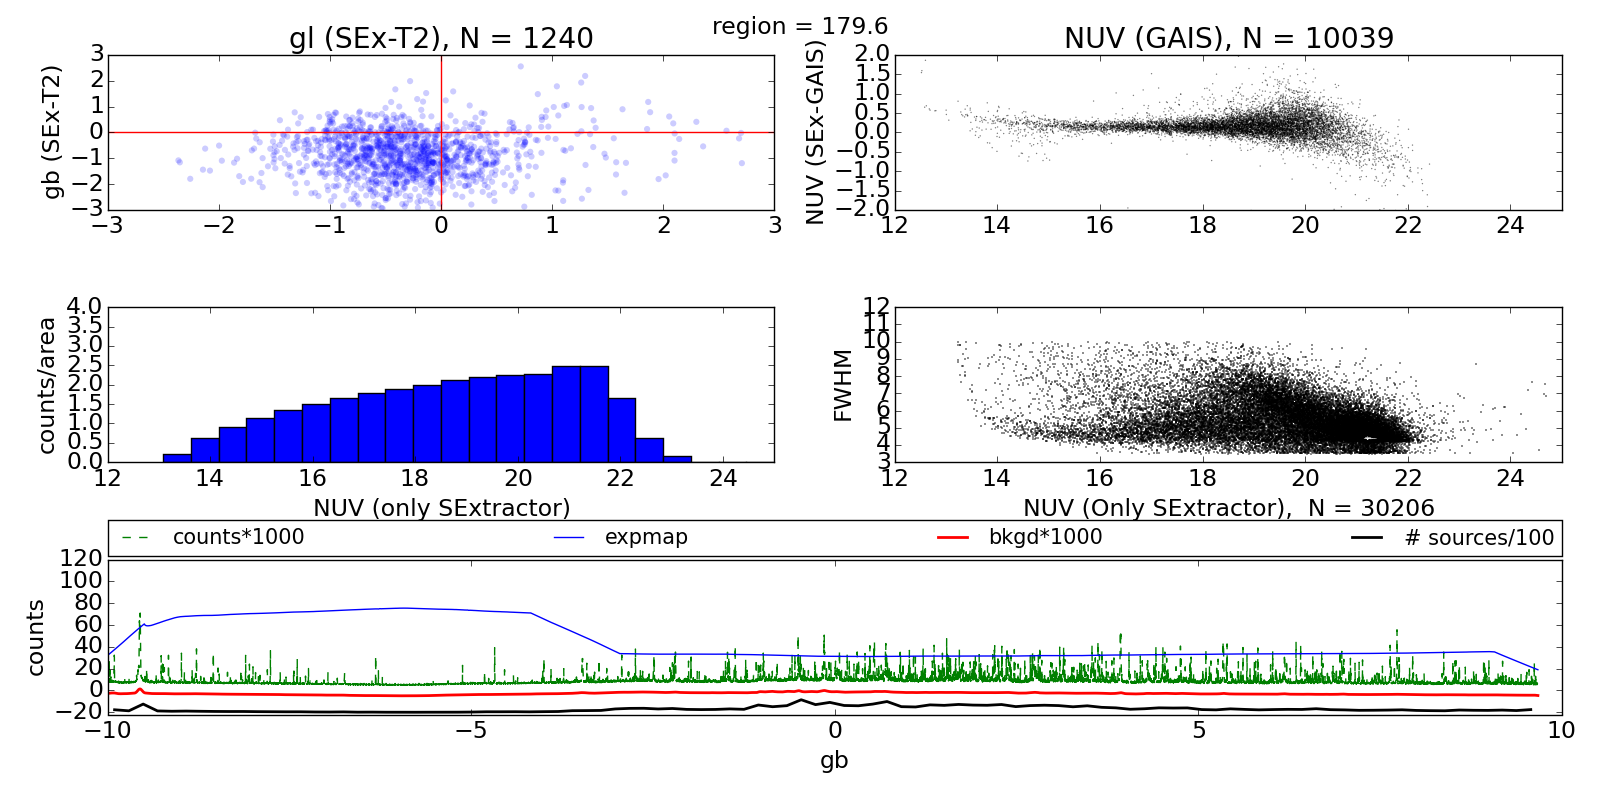 region = 179.6
gl (SEx-T2), N = 1240
gb (SEx-T2)
3
2
1
0
−1
−2
−3
−3 −2 −1 0 1 2 3
NUV (GAIS), N = 10039
NUV (SEx-GAIS)
2.0
1.5
1.0
0.5
0.0
−0.5
−1.0
−1.5
−2.0
12 14 16 18 20 22 24
counts/area
4.0
3.5
3.0
2.5
2.0
1.5
1.0
0.5
0.0
12 14 16 18 20 22 24
NUV (only SExtractor)
FWHM
12
11
10
9
8
7
6
5
4
3
12 14 16 18 20 22 24
NUV (Only SExtractor), N = 30206
counts*1000 expmap bkgd*1000 # sources/100
counts
120
100
80
60
40
20
0
−20
−10 −5 0 5 10
gb